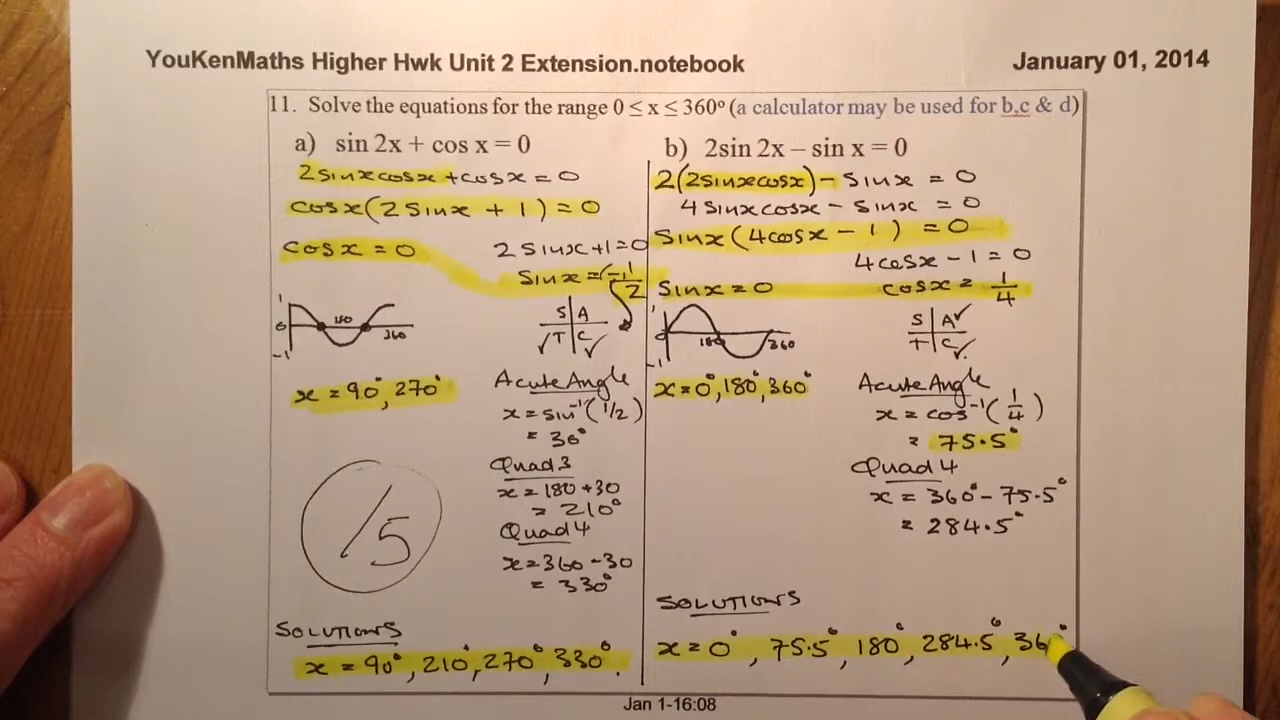 YouKenMaths Higher Hwk Unit 2 Extension.notebook
January 01, 2014
11. Solve the equations for the range 0 ≤ x ≤ 360° (a calculator may be used for b,c & d)
a) sin 2x + cos x = 0
2sinxcosx + cosx = 0
cosx(2sinx + 1) = 0
cosx = 0
2sinx+1=0
sinx = -1/2
S A
T C
1
0
-1
180
360
x = 90°, 270°
Acute Angle
x = sin⁻¹(1/2)
= 30°
Quad 3
x = 180 + 30
= 210°
Quad 4
x = 360 - 30
= 330°
/5
SOLUTIONS
x = 90°, 210°, 270°, 330°.
b) 2sin 2x – sin x = 0
2(2sinxcosx) - sinx = 0
4sinxcosx - sinx = 0
sinx(4cosx - 1) = 0
4cosx - 1 = 0
sinx = 0
cosx = 1/4
S A
T C
1
-1
180
360
x = 0°, 180°, 360°
Acute Angle
x = cos⁻¹(1/4)
= 75.5°
Quad 4
x = 360° - 75.5°
= 284.5°
SOLUTIONS
x = 0°, 75.5°, 180°, 284.5°, 360°
Jan 1-16:08